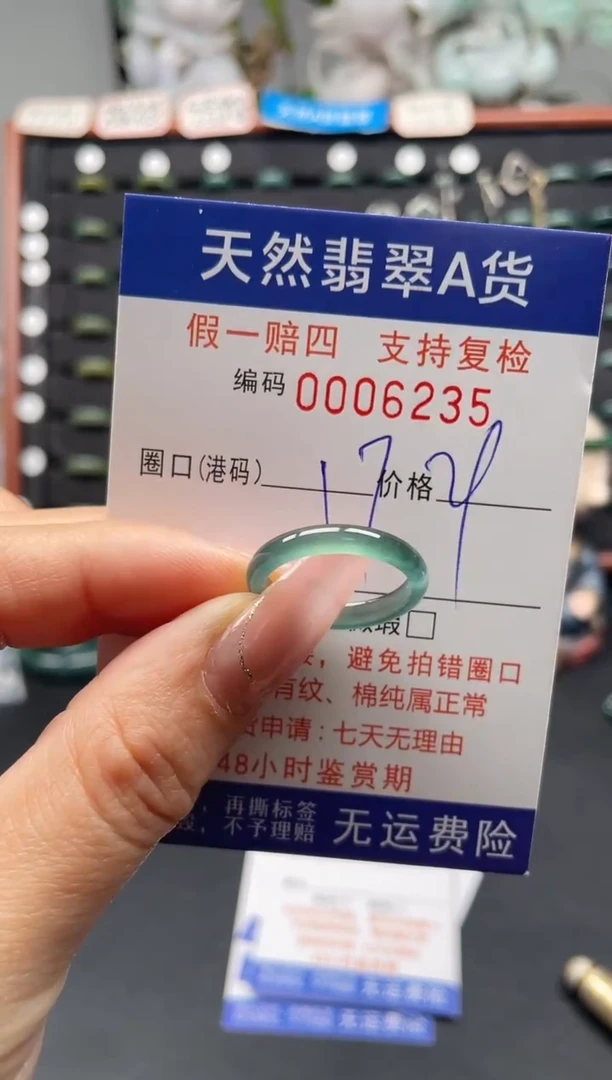 天然翡翠A货
假一赔四 支持复检
编码 0006235
圈口(港码) 17 价格
瑕□
，避免拍错圈口
有纹、棉纯属正常
申请：七天无理由
48小时鉴赏期
，再撕标签
，不予理赔
无运费险